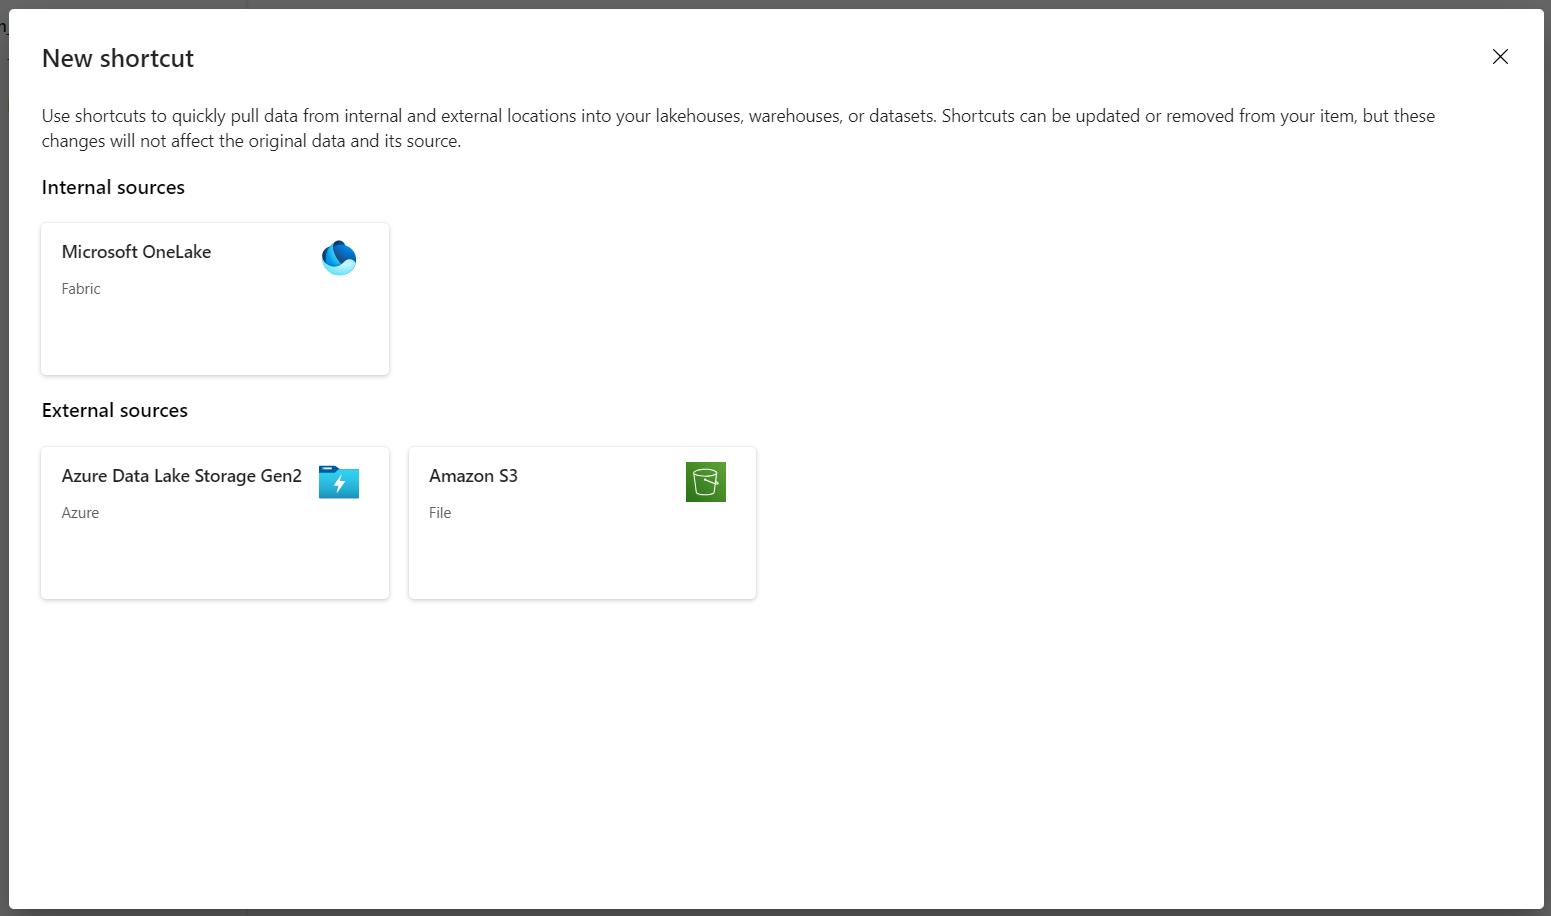 New shortcut
Use shortcuts to quickly pull data from internal and external locations into your lakehouses, warehouses, or datasets. Shortcuts can be updated or removed from your item, but these
changes will not affect the original data and its source.
Internal sources
Microsoft OneLake
Fabric
External sources
Azure Data Lake Storage Gen2
Azure
Amazon S3
File